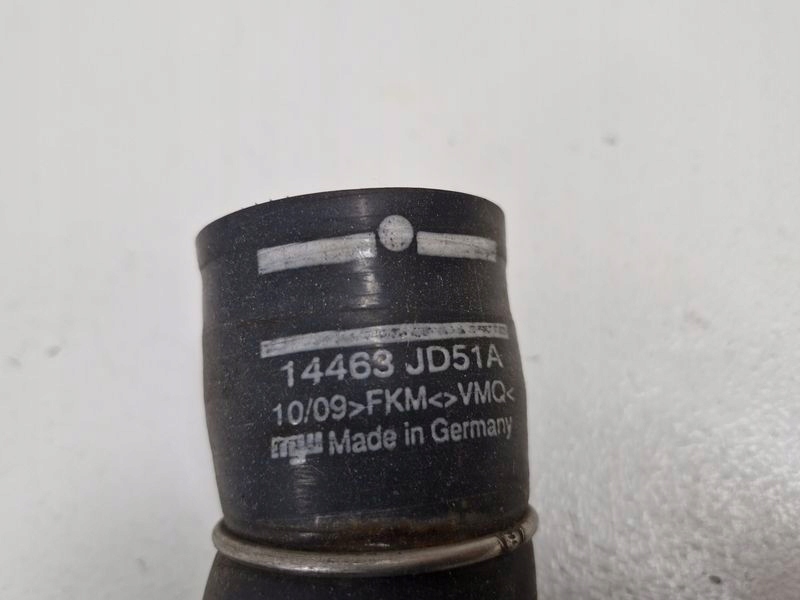 14463 JD51A
10/09>FKM<>VMQ<
Made in Germany